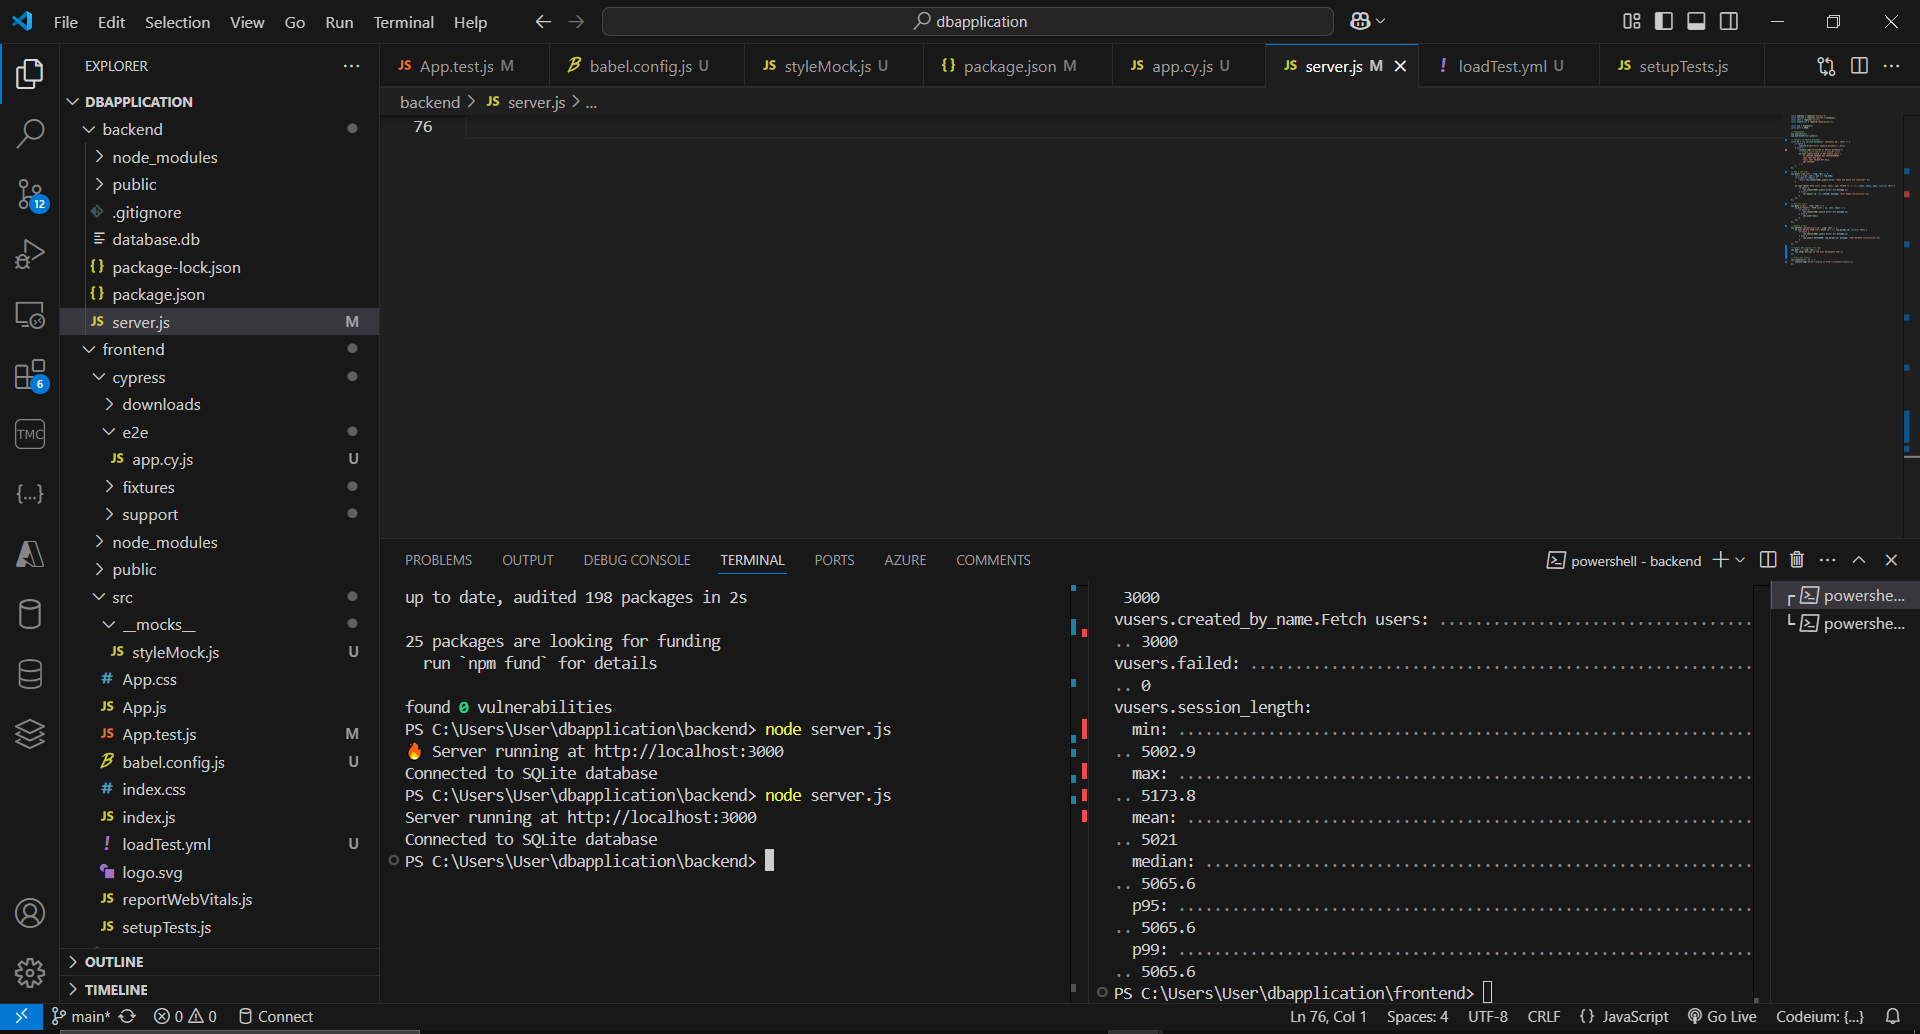 File Edit Selection View Go Run Terminal Help
dbapplication
EXPLORER
DBAPPLICATION
backend
node_modules
public
.gitignore
database.db
package-lock.json
package.json
server.js M
frontend
cypress
downloads
e2e
app.cy.js U
fixtures
support
node_modules
public
src
__mocks__
styleMock.js U
App.css
App.js
App.test.js M
babel.config.js U
index.css
index.js
loadTest.yml U
logo.svg
reportWebVitals.js
setupTests.js
OUTLINE
TIMELINE
12
6
TMC
App.test.js M
babel.config.js U
styleMock.js U
package.json M
app.cy.js U
server.js M
loadTest.yml U
setupTests.js
backend > server.js > ...
76
PROBLEMS OUTPUT DEBUG CONSOLE TERMINAL PORTS AZURE COMMENTS
powershell - backend
up to date, audited 198 packages in 2s
25 packages are looking for funding
run `npm fund` for details
found 0 vulnerabilities
PS C:\Users\User\dbapplication\backend> node server.js
🔥 Server running at http://localhost:3000
Connected to SQLite database
PS C:\Users\User\dbapplication\backend> node server.js
Server running at http://localhost:3000
Connected to SQLite database
PS C:\Users\User\dbapplication\backend>
3000
vusers.created_by_name.Fetch users: ...................................
.. 3000
vusers.failed: ........................................................
.. 0
vusers.session_length:
min: ................................................................
.. 5002.9
max: ................................................................
.. 5173.8
mean: ...............................................................
.. 5021
median: .............................................................
.. 5065.6
p95: ................................................................
.. 5065.6
p99: ................................................................
.. 5065.6
PS C:\Users\User\dbapplication\frontend>
powershe...
powershe...
main* 0 0 Connect
Ln 76, Col 1 Spaces: 4 UTF-8 CRLF {} JavaScript Go Live Codeium: {...}